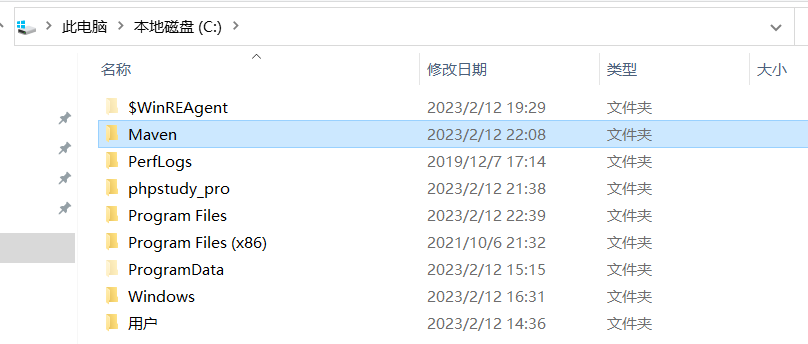 此电脑 > 本地磁盘 (C:) >
名称 修改日期 类型 大小
$WinREAgent 2023/2/12 19:29 文件夹
Maven 2023/2/12 22:08 文件夹
PerfLogs 2019/12/7 17:14 文件夹
phpstudy_pro 2023/2/12 21:38 文件夹
Program Files 2023/2/12 22:39 文件夹
Program Files (x86) 2021/10/6 21:32 文件夹
ProgramData 2023/2/12 15:15 文件夹
Windows 2023/2/12 16:31 文件夹
用户 2023/2/12 14:36 文件夹